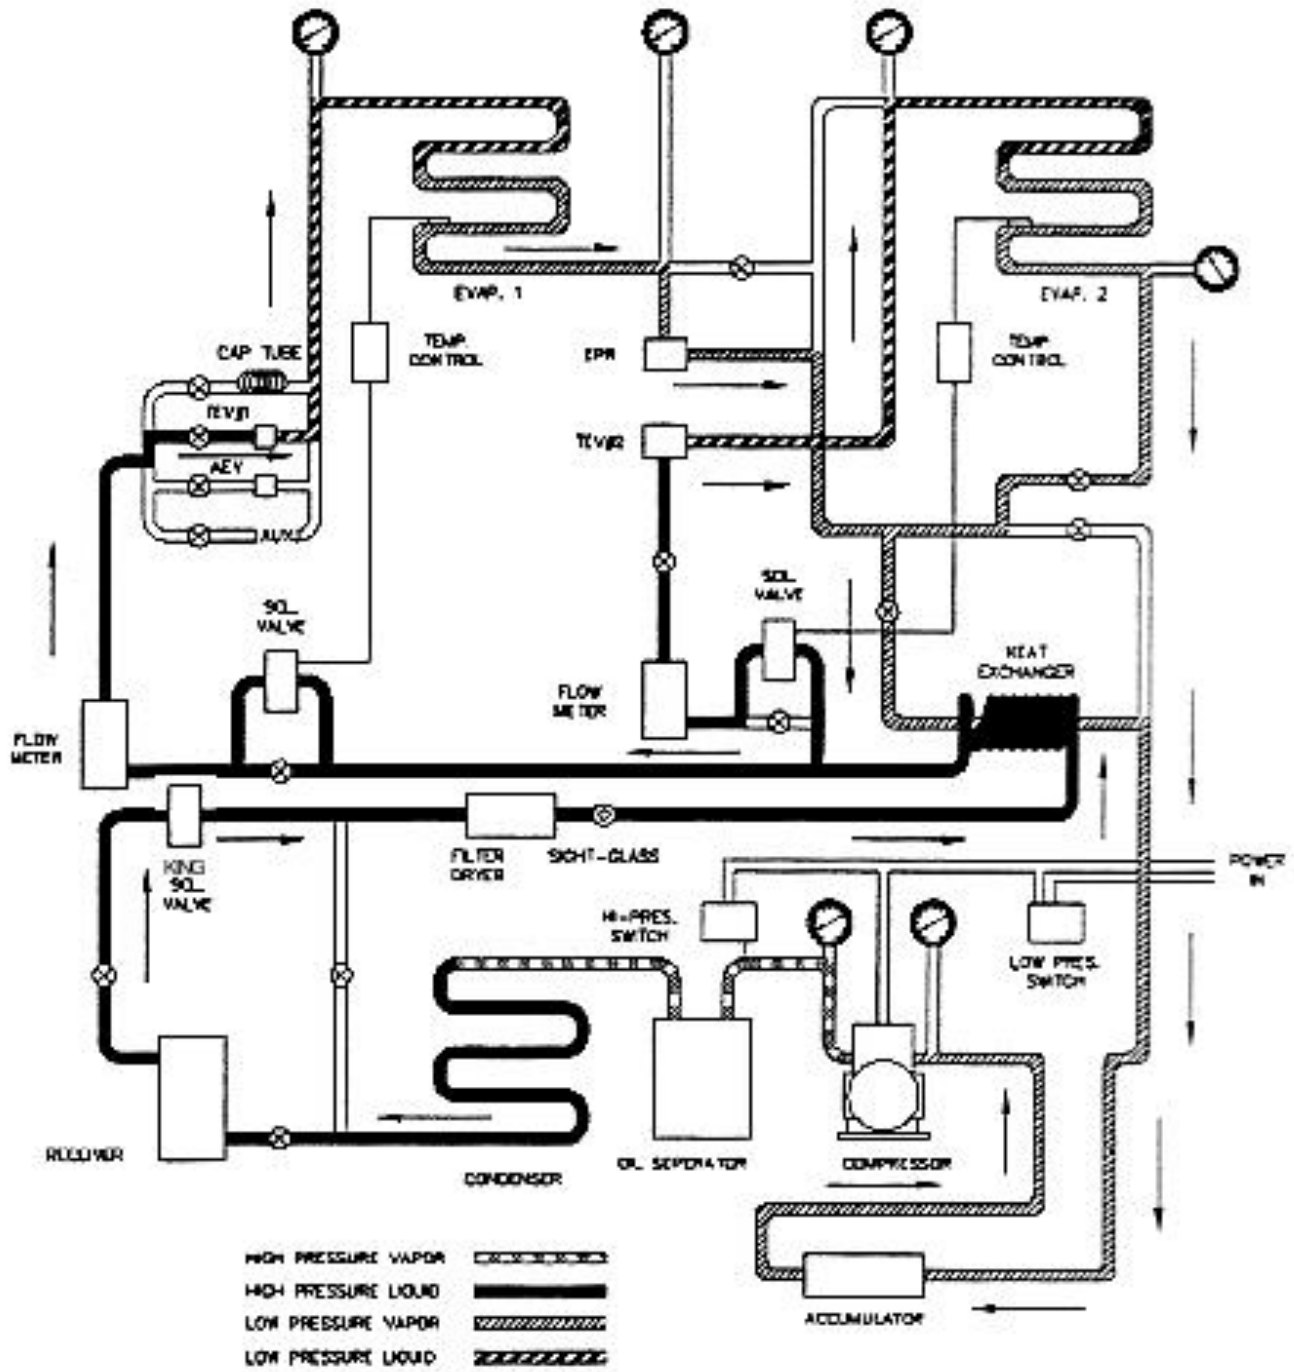 EVAP. 1
EVAP. 2
CAP TUBE
TEMP.
CONTROL
EPR
TEMP.
CONTROL
TEV#1
TEV#2
AEV
AUX.
SOL.
VALVE
SOL.
VALVE
HEAT
EXCHANGER
FLOW
METER
FLOW
METER
KING
SOL.
VALVE
FILTER
DRYER
SIGHT-GLASS
POWER
IN
HI-PRES.
SWITCH
LOW PRES.
SWITCH
RECEIVER
CONDENSER
OIL SEPERATOR
COMPRESSOR
ACCUMULATOR
HIGH PRESSURE VAPOR
HIGH PRESSURE LIQUID
LOW PRESSURE VAPOR
LOW PRESSURE LIQUID